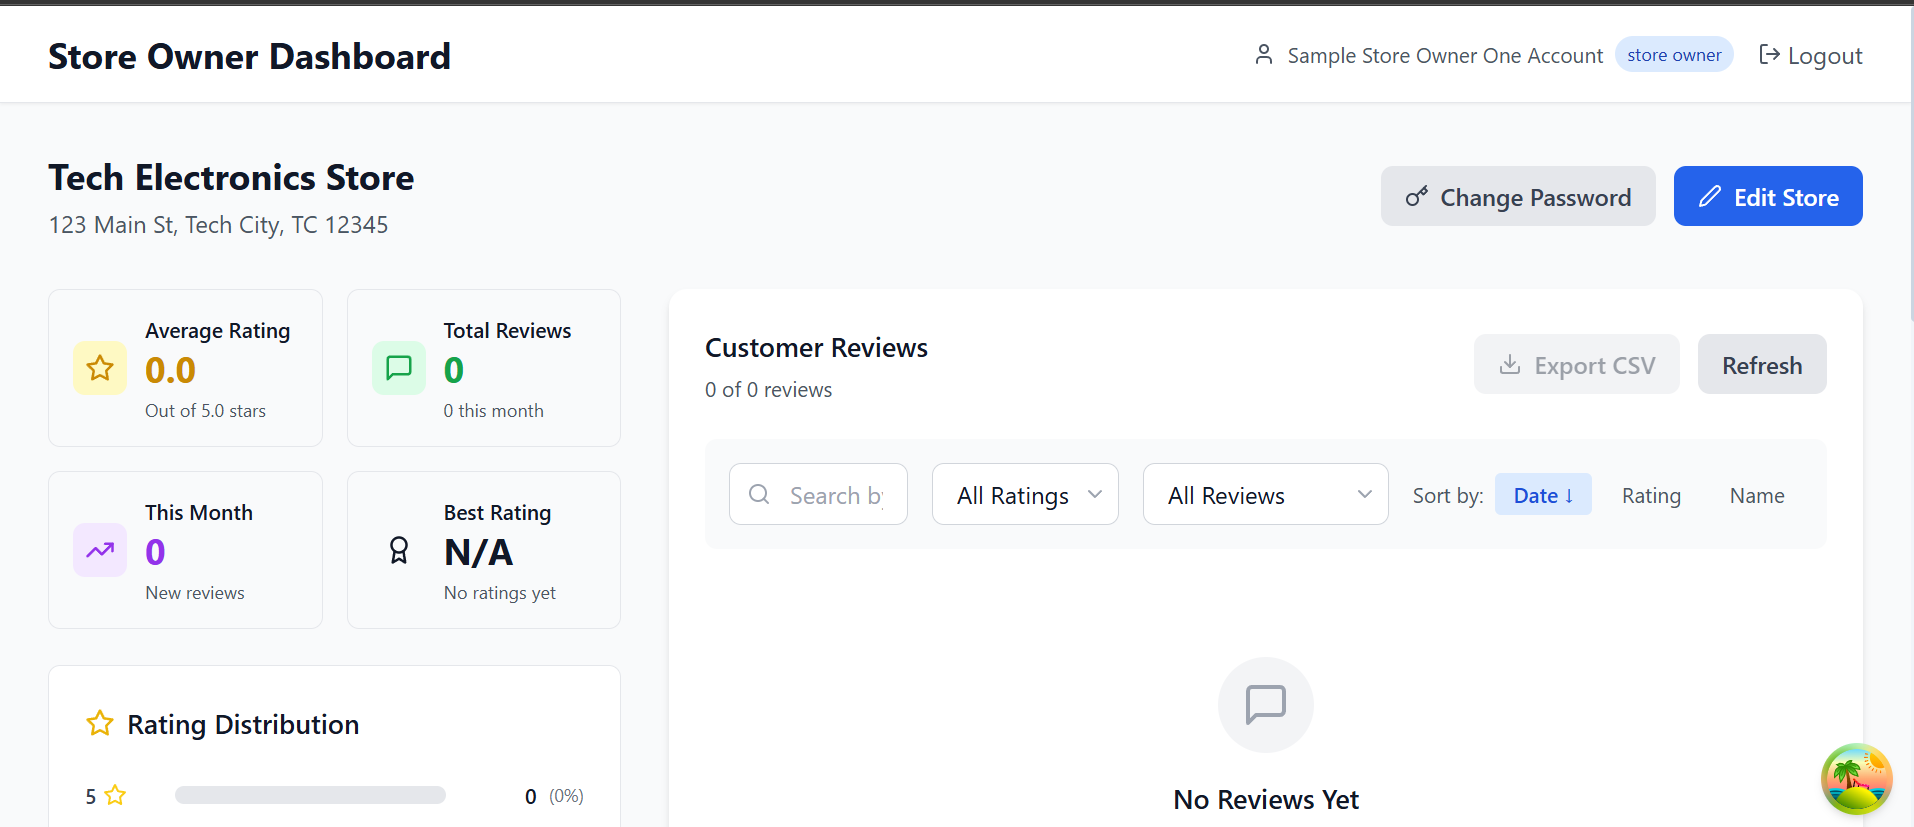 Store Owner Dashboard
Sample Store Owner One Account
store owner
Logout
Tech Electronics Store
123 Main St, Tech City, TC 12345
Change Password
Edit Store
Average Rating
0.0
Out of 5.0 stars
Total Reviews
0
0 this month
This Month
0
New reviews
Best Rating
N/A
No ratings yet
Rating Distribution
5
0 (0%)
Customer Reviews
0 of 0 reviews
Export CSV
Refresh
Search
All Ratings
All Reviews
Sort by:
Date ↓
Rating
Name
No Reviews Yet